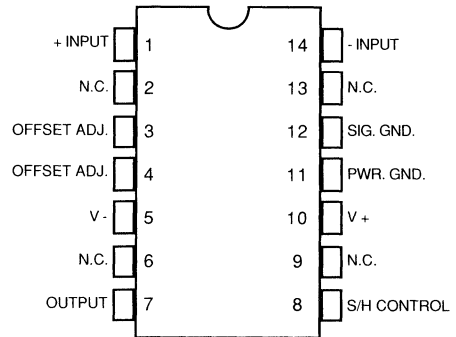 + INPUT 1 14 - INPUT
N.C. 2 13 N.C.
OFFSET ADJ. 3 12 SIG. GND.
OFFSET ADJ. 4 11 PWR. GND.
V - 5 10 V +
N.C. 6 9 N.C.
OUTPUT 7 8 S/H CONTROL